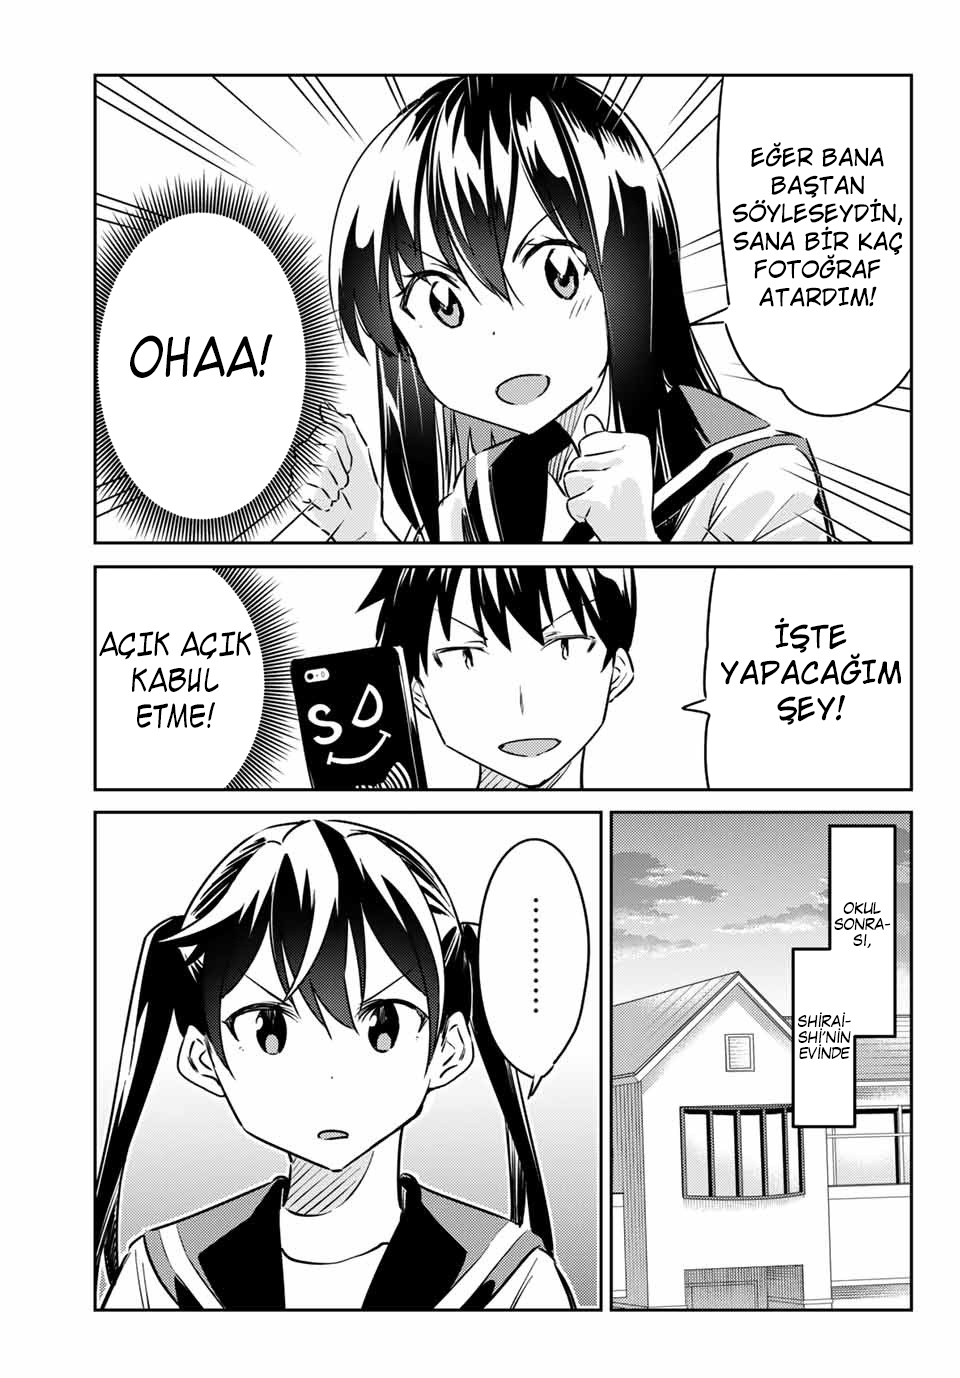 EĞER BANA
BAŞTAN
SÖYLESEYDİN,
SANA BİR KAÇ
FOTOĞRAF
ATARDIM!
OHAA!
İŞTE
YAPACAĞIM
ŞEY!
AÇIK AÇIK
KABUL
ETME!
SD
OKUL
SONRA-
SI,
SHIRAI-
SHI'NİN
EVİNDE
.........